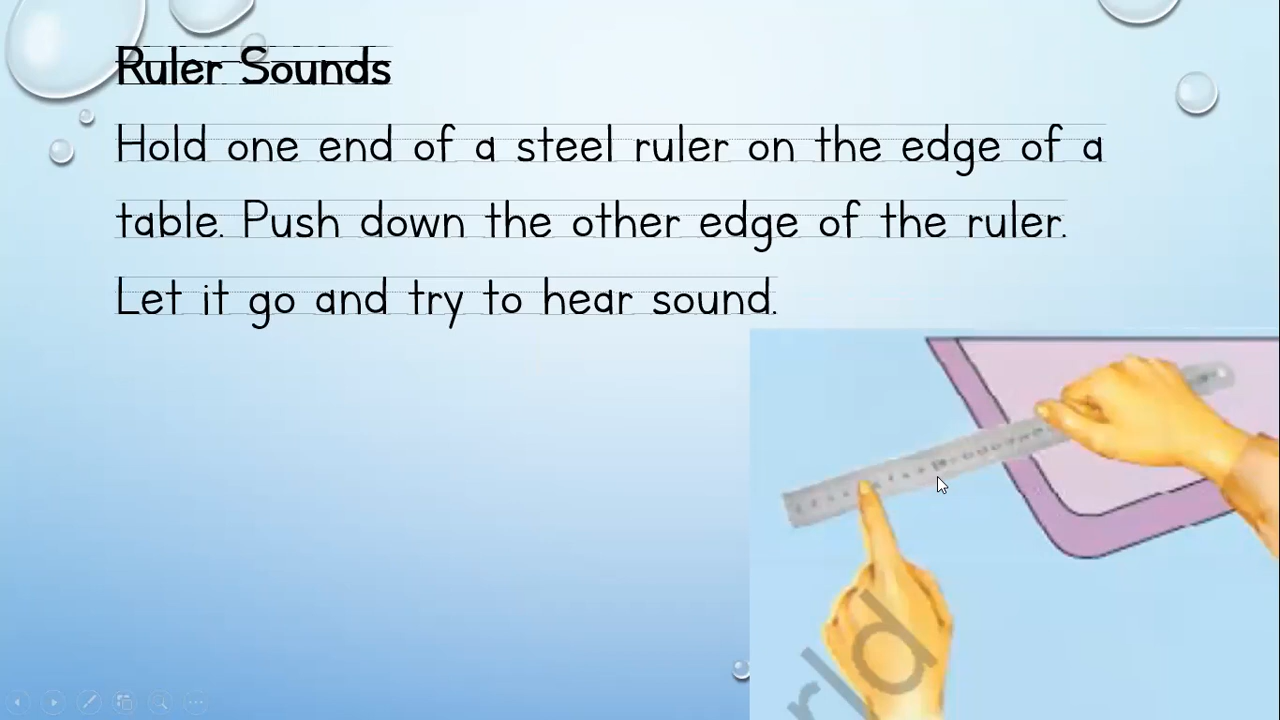 Ruler Sounds
Hold one end of a steel ruler on the edge of a
table. Push down the other edge of the ruler.
Let it go and try to hear sound.
rld